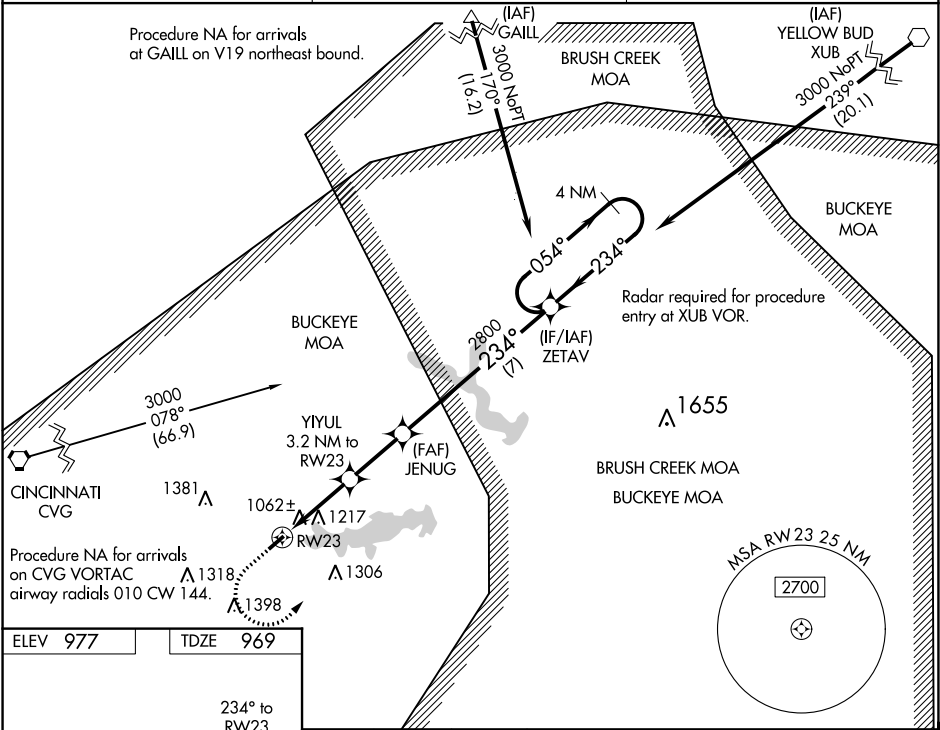 Procedure NA for arrivals
at GAILL on V19 northeast bound.
(IAF)
GAILL
3000 NoPT
170°
(16.2)
BRUSH CREEK
MOA
(IAF)
YELLOW BUD
XUB
3000 NoPT
239°
(20.1)
BUCKEYE
MOA
4 NM
054°
234°
Radar required for procedure
entry at XUB VOR.
(IF/IAF)
ZETAV
2800
234°
(7)
BUCKEYE
MOA
3000
078°
(66.9)
CINCINNATI
CVG
YIYUL
3.2 NM to
RW23
(FAF)
JENUG
1655
BRUSH CREEK MOA
BUCKEYE MOA
1381
1062±
1217
RW23
Procedure NA for arrivals
on CVG VORTAC
airway radials 010 CW 144.
1318
1306
1398
MSA RW 23 25 NM
2700
ELEV 977
TDZE 969
234° to
RW23